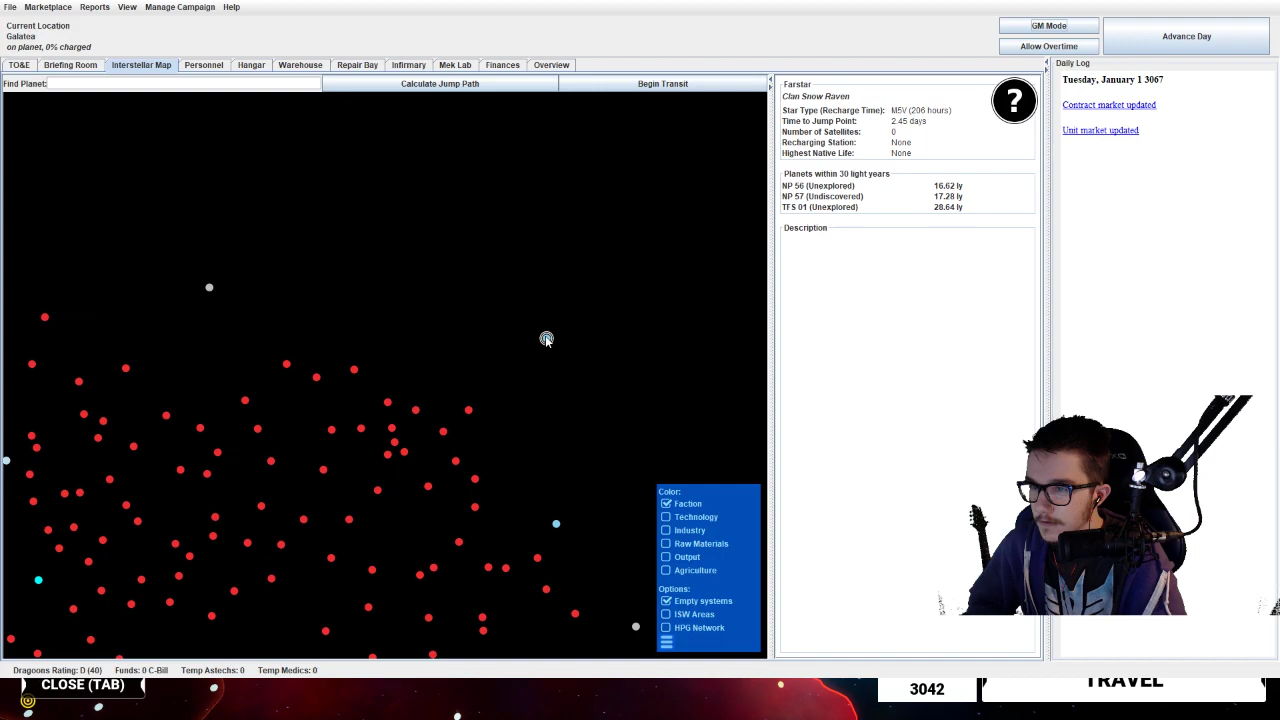 File Marketplace Reports View Manage Campaign Help
Current Location
Galatea
on planet, 0% charged
GM Mode
Allow Overtime
Advance Day
TO&E Briefing Room Interstellar Map Personnel Hangar Warehouse Repair Bay Infirmary Mek Lab Finances Overview
Find Planet: Calculate Jump Path Begin Transit
Color:
Faction
Technology
Industry
Raw Materials
Output
Agriculture
Options:
Empty systems
ISW Areas
HPG Network
Farstar
Clan Snow Raven
Star Type (Recharge Time): M5V (206 hours)
Time to Jump Point: 2.45 days
Number of Satellites: 0
Recharging Station: None
Highest Native Life: None
?
Planets within 30 light years
NP 56 (Unexplored) 16.62 ly
NP 57 (Undiscovered) 17.28 ly
TFS 01 (Unexplored) 28.64 ly
Description
Daily Log
Tuesday, January 1 3067
Contract market updated
Unit market updated
Dragoons Rating: D (40) Funds: 0 C-Bill Temp Astechs: 0 Temp Medics: 0
CLOSE (TAB)
3042
TRAVEL